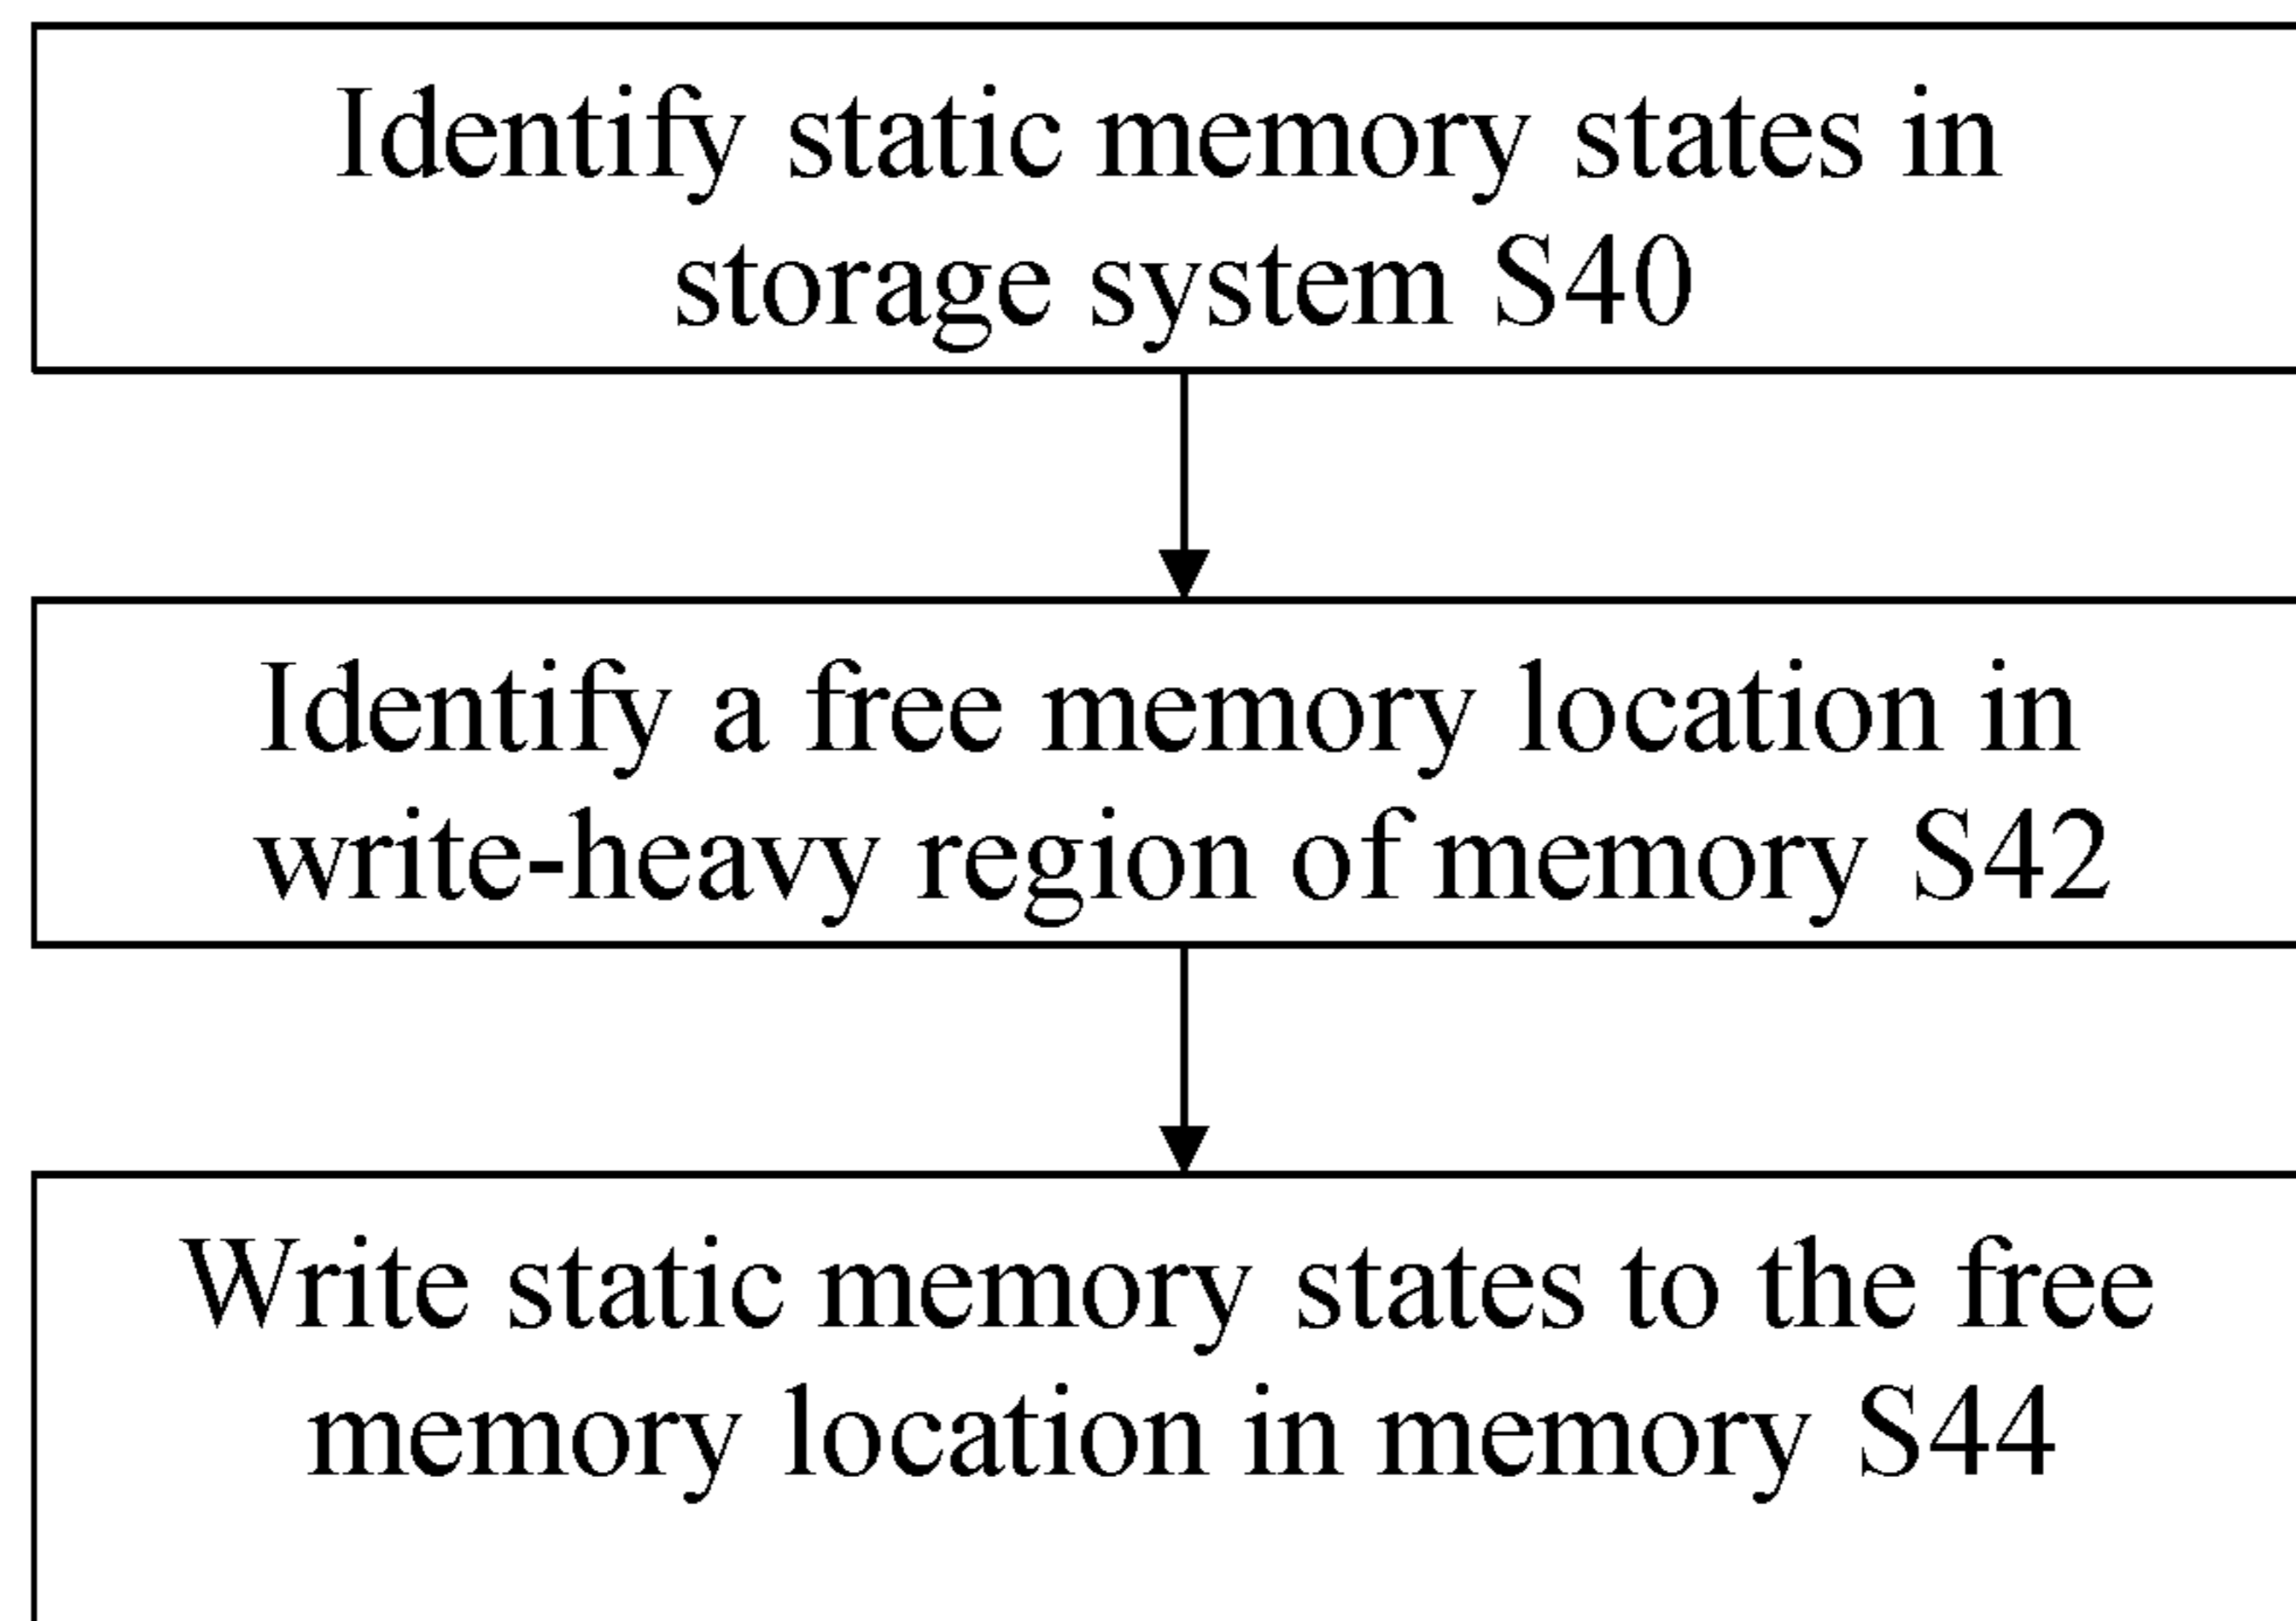 Identify static memory states in
storage system S40
Identify a free memory location in
write-heavy region of memory S42
Write static memory states to the free
memory location in memory S44